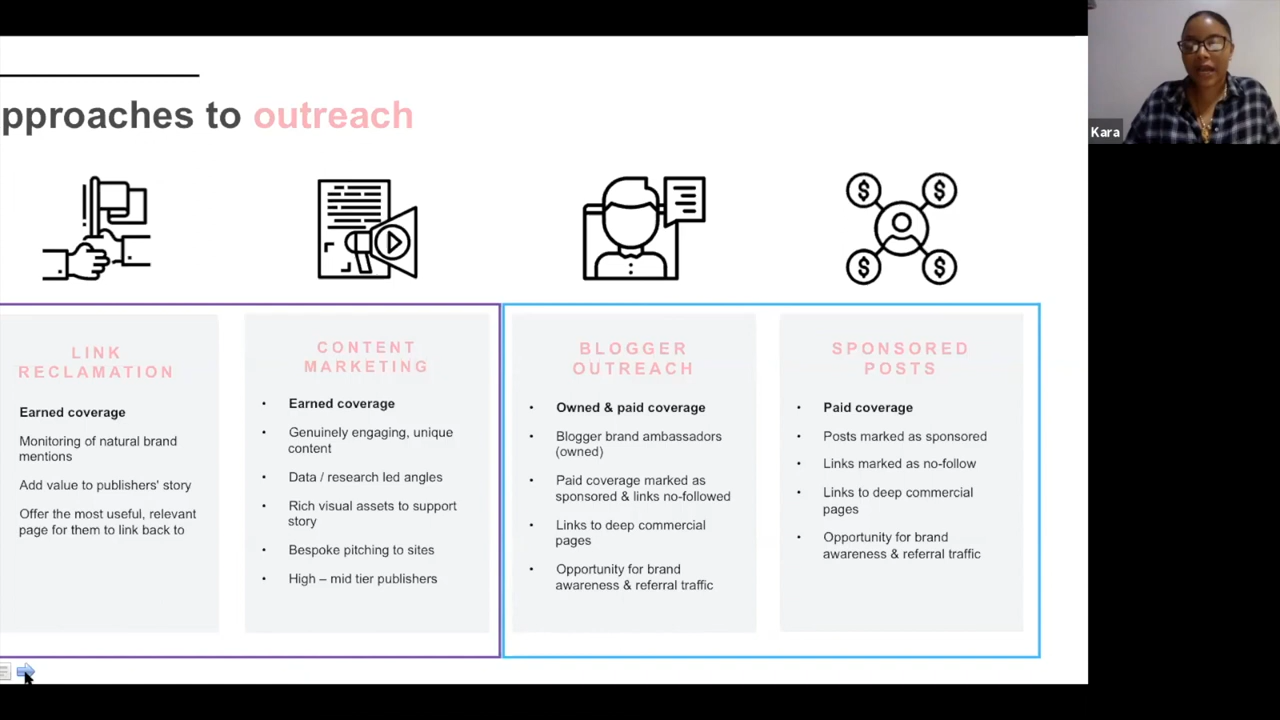 pproaches to outreach
Kara
LINK
RECLAMATION
Earned coverage
Monitoring of natural brand
mentions
Add value to publishers' story
Offer the most useful, relevant
page for them to link back to
CONTENT
MARKETING
• Earned coverage
• Genuinely engaging, unique
content
• Data / research led angles
• Rich visual assets to support
story
• Bespoke pitching to sites
• High – mid tier publishers
BLOGGER
OUTREACH
• Owned & paid coverage
• Blogger brand ambassadors
(owned)
• Paid coverage marked as
sponsored & links no-followed
• Links to deep commercial
pages
• Opportunity for brand
awareness & referral traffic
SPONSORED
POSTS
• Paid coverage
• Posts marked as sponsored
• Links marked as no-follow
• Links to deep commercial
pages
• Opportunity for brand
awareness & referral traffic